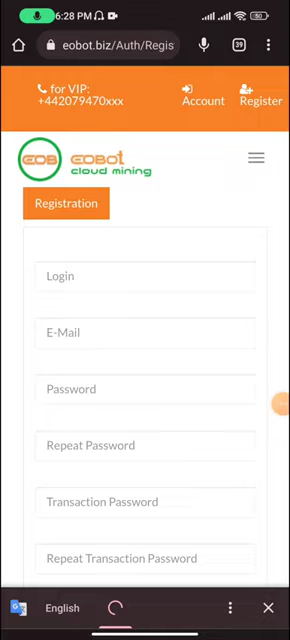 6:28 PM
60
eobot.biz/Auth/Regis
39
for VIP:
+442079470xxx
Account
Register
EOB EOBOT
cloud mining
Registration
Login
E-Mail
Password
Repeat Password
Transaction Password
Repeat Transaction Password
English